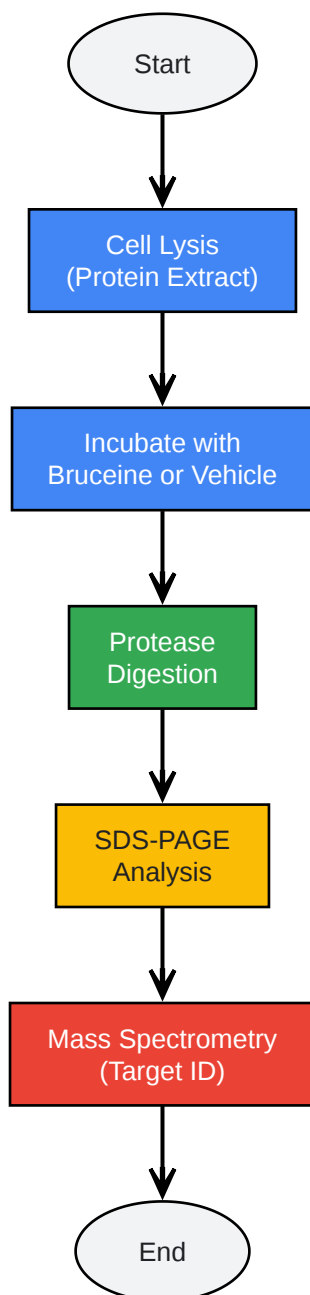 Start
Cell Lysis
(Protein Extract)
Incubate with
Bruceine or Vehicle
Protease
Digestion
SDS-PAGE
Analysis
Mass Spectrometry
(Target ID)
End